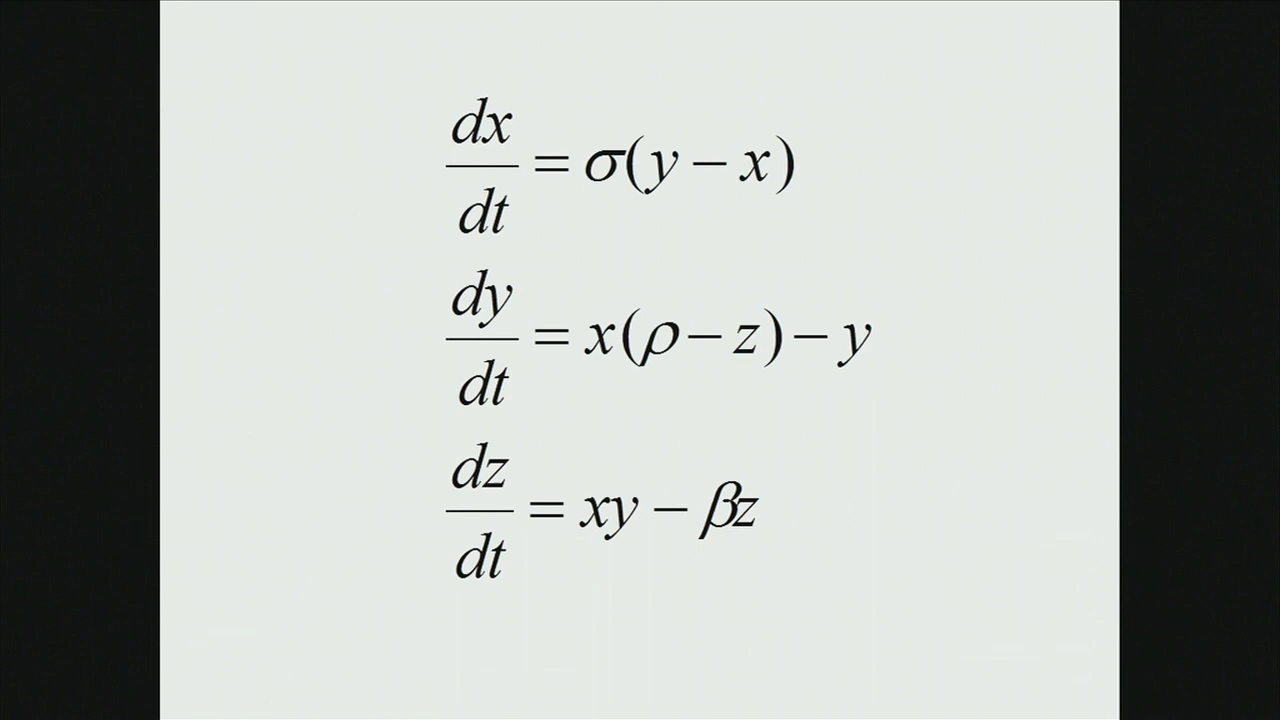 dx/dt = σ(y − x)
dy/dt = x(ρ − z) − y
dz/dt = xy − βz